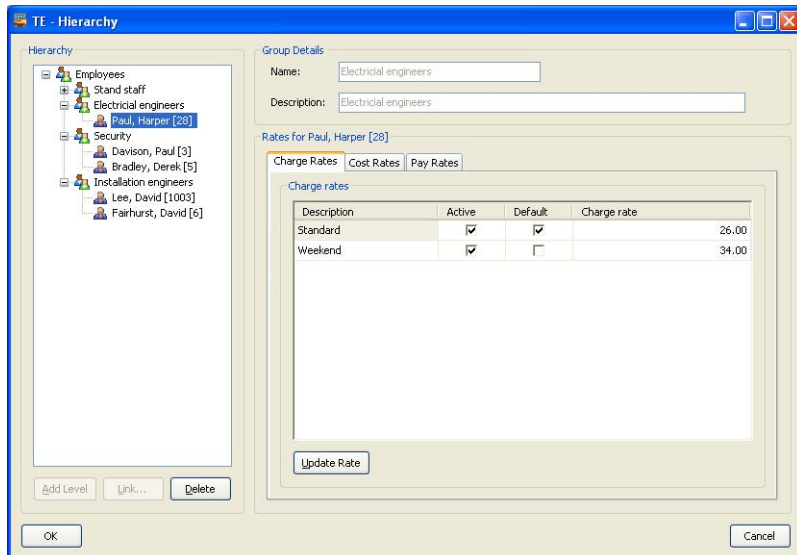 TE - Hierarchy
Hierarchy
Employees
Stand staff
Electricial engineers
Paul, Harper [28]
Security
Davison, Paul [3]
Bradley, Derek [5]
Installation engineers
Lee, David [1003]
Fairhurst, David [6]
Add Level Link... Delete
Group Details
Name: Electricial engineers
Description: Electricial engineers
Rates for Paul, Harper [28]
Charge Rates Cost Rates Pay Rates
Charge rates
Description Active Default Charge rate
Standard 26.00
Weekend 34.00
Update Rate
OK Cancel